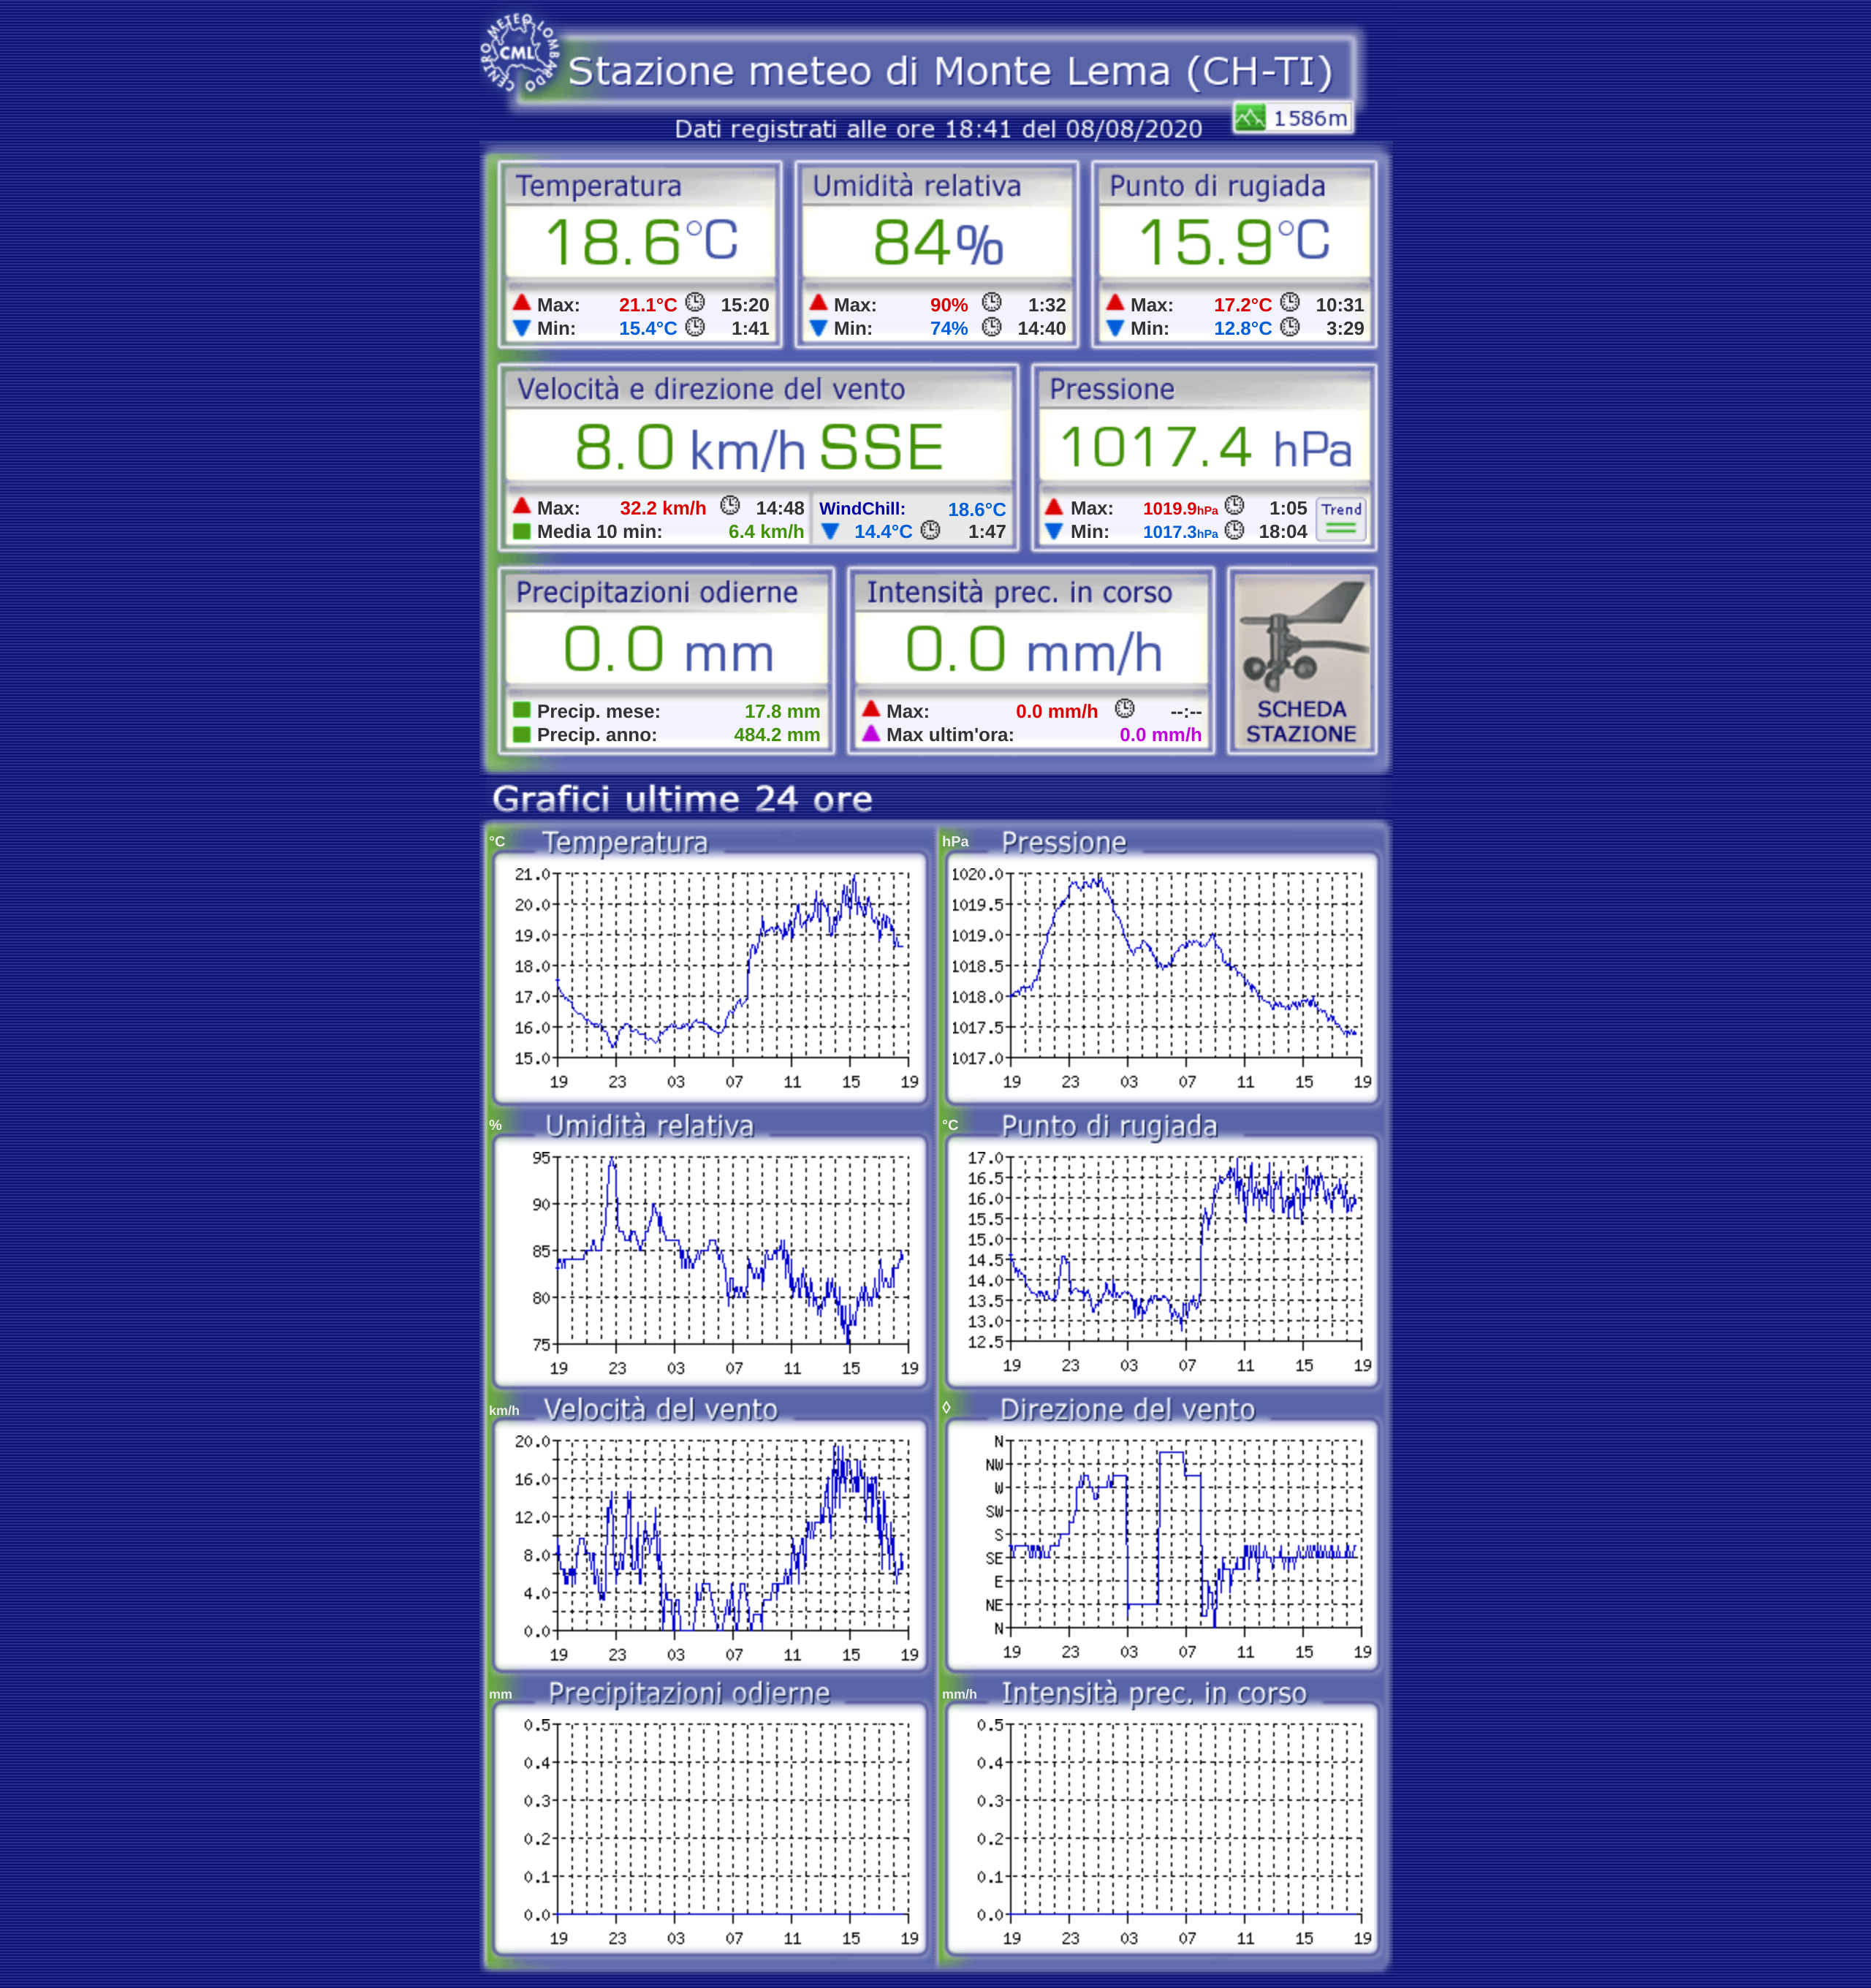 CENTRO METEO LOMBARDO
CML
Stazione meteo di Monte Lema (CH-TI)
1586m
Dati registrati alle ore 18:41 del 08/08/2020
Temperatura Umidità relativa Punto di rugiada
18.6°C 84% 15.9°C
Max: 21.1°C 15:20 Max: 90% 1:32 Max: 17.2°C 10:31
Min: 15.4°C 1:41 Min: 74% 14:40 Min: 12.8°C 3:29
Velocità e direzione del vento Pressione
8.0 km/h SSE 1017.4 hPa
Max: 32.2 km/h 14:48 WindChill: 18.6°C Max: 1019.9hPa 1:05 Trend
Media 10 min: 6.4 km/h 14.4°C 1:47 Min: 1017.3hPa 18:04
Precipitazioni odierne Intensità prec. in corso
0.0 mm 0.0 mm/h
Precip. mese: 17.8 mm Max: 0.0 mm/h --:-- SCHEDA
Precip. anno: 484.2 mm Max ultim'ora: 0.0 mm/h STAZIONE
Grafici ultime 24 ore
°C Temperatura
21.0
20.0
19.0
18.0
17.0
16.0
15.0
19 23 03 07 11 15 19
hPa Pressione
1020.0
1019.5
1019.0
1018.5
1018.0
1017.5
1017.0
19 23 03 07 11 15 19
% Umidità relativa
95
90
85
80
75
19 23 03 07 11 15 19
°C Punto di rugiada
17.0
16.5
16.0
15.5
15.0
14.5
14.0
13.5
13.0
12.5
19 23 03 07 11 15 19
km/h Velocità del vento
20.0
16.0
12.0
8.0
4.0
0.0
19 23 03 07 11 15 19
◊ Direzione del vento
N
NW
W
SW
S
SE
E
NE
N
19 23 03 07 11 15 19
mm Precipitazioni odierne
0.5
0.4
0.3
0.2
0.1
0.0
19 23 03 07 11 15 19
mm/h Intensità prec. in corso
0.5
0.4
0.3
0.2
0.1
0.0
19 23 03 07 11 15 19